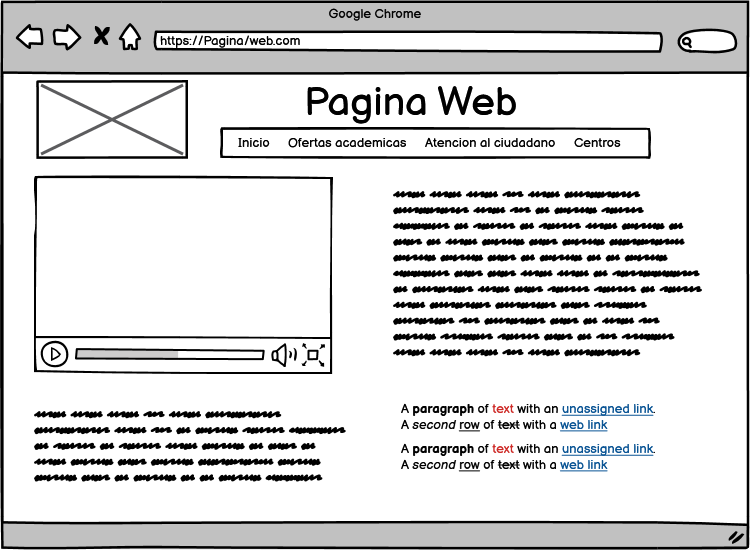 Google Chrome
https://Pagina/web.com
Pagina Web
Inicio Ofertas academicas Atencion al ciudadano Centros
A paragraph of text with an unassigned link.
A second row of text with a web link
A paragraph of text with an unassigned link.
A second row of text with a web link